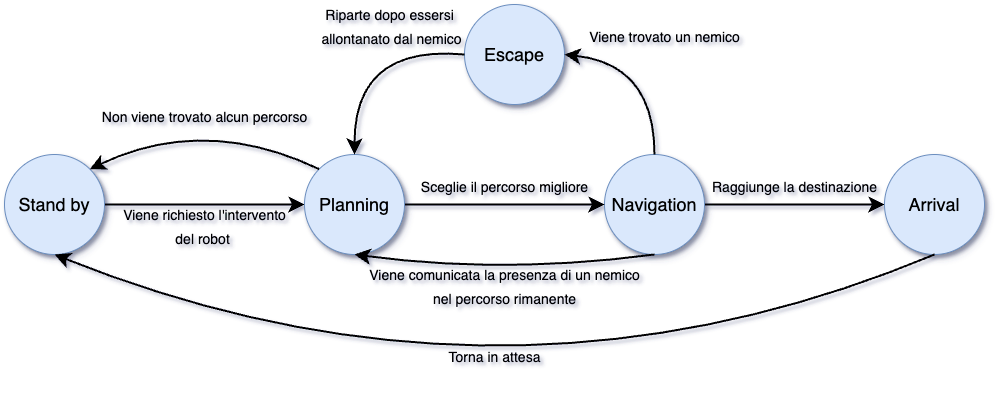 Riparte dopo essersi
allontanato dal nemico
Escape
Viene trovato un nemico
Non viene trovato alcun percorso
Stand by
Viene richiesto l'intervento
del robot
Planning
Sceglie il percorso migliore
Navigation
Raggiunge la destinazione
Arrival
Viene comunicata la presenza di un nemico
nel percorso rimanente
Torna in attesa